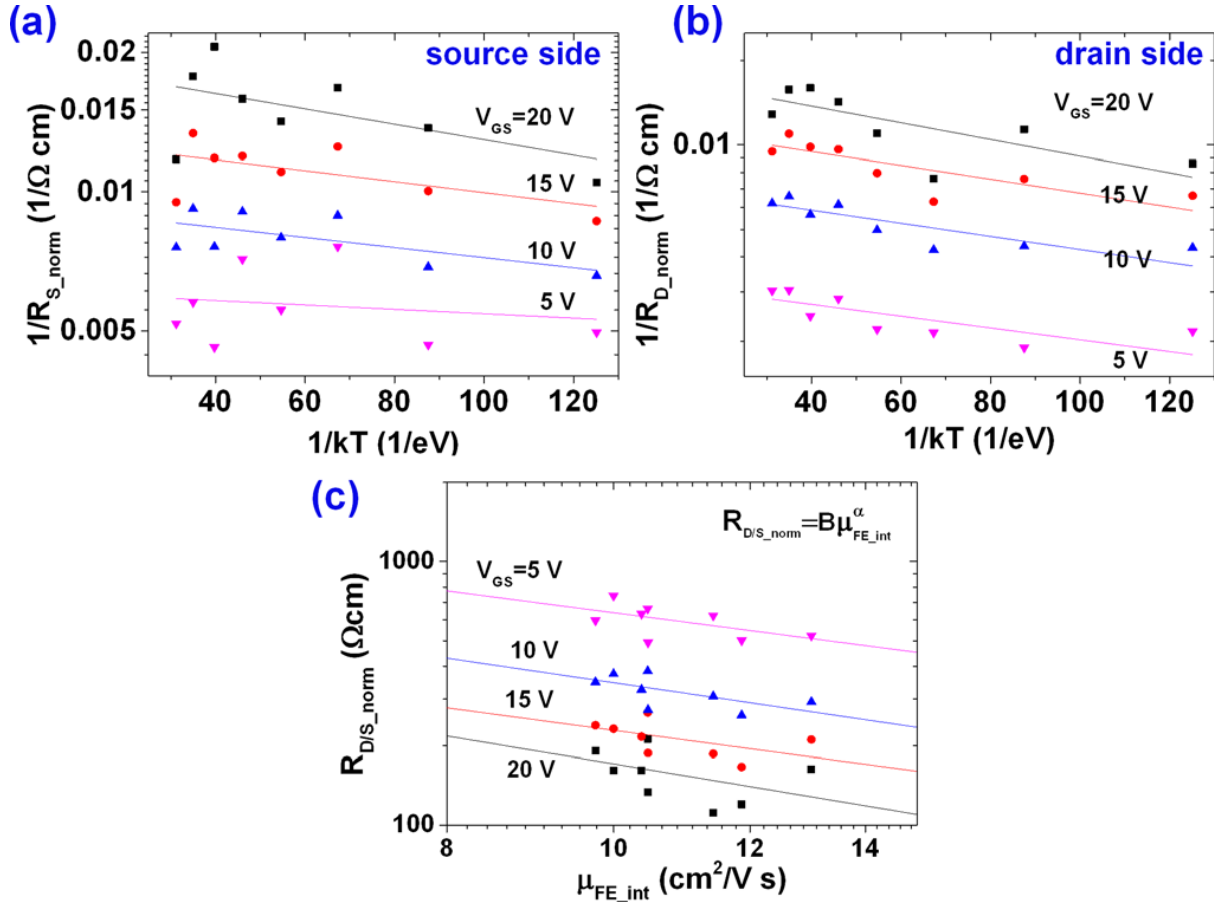 (a)
source side
0.02
0.015
0.01
0.005
1/R_S_norm (1/Ω cm)
V_GS=20 V
15 V
10 V
5 V
40 60 80 100 120
1/kT (1/eV)
(b)
drain side
0.01
1/R_D_norm (1/Ω cm)
V_GS=20 V
15 V
10 V
5 V
40 60 80 100 120
1/kT (1/eV)
(c)
R_D/S_norm=Bμ^α_FE_int
1000
100
R_D/S_norm (Ωcm)
V_GS=5 V
10 V
15 V
20 V
8 10 12 14
μ_FE_int (cm²/V s)